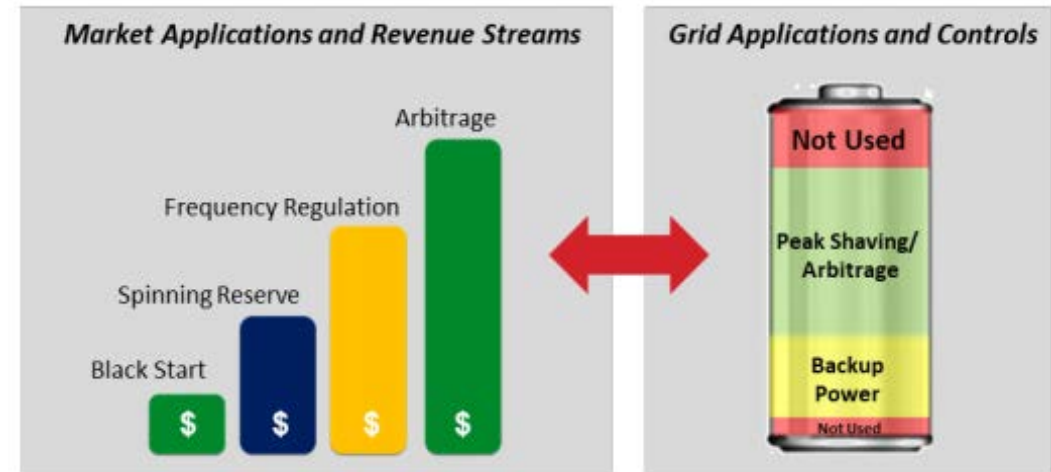 Market Applications and Revenue Streams
Arbitrage
Frequency Regulation
Spinning Reserve
Black Start
$ $ $ $
Grid Applications and Controls
Not Used
Peak Shaving/
Arbitrage
Backup
Power
Not Used